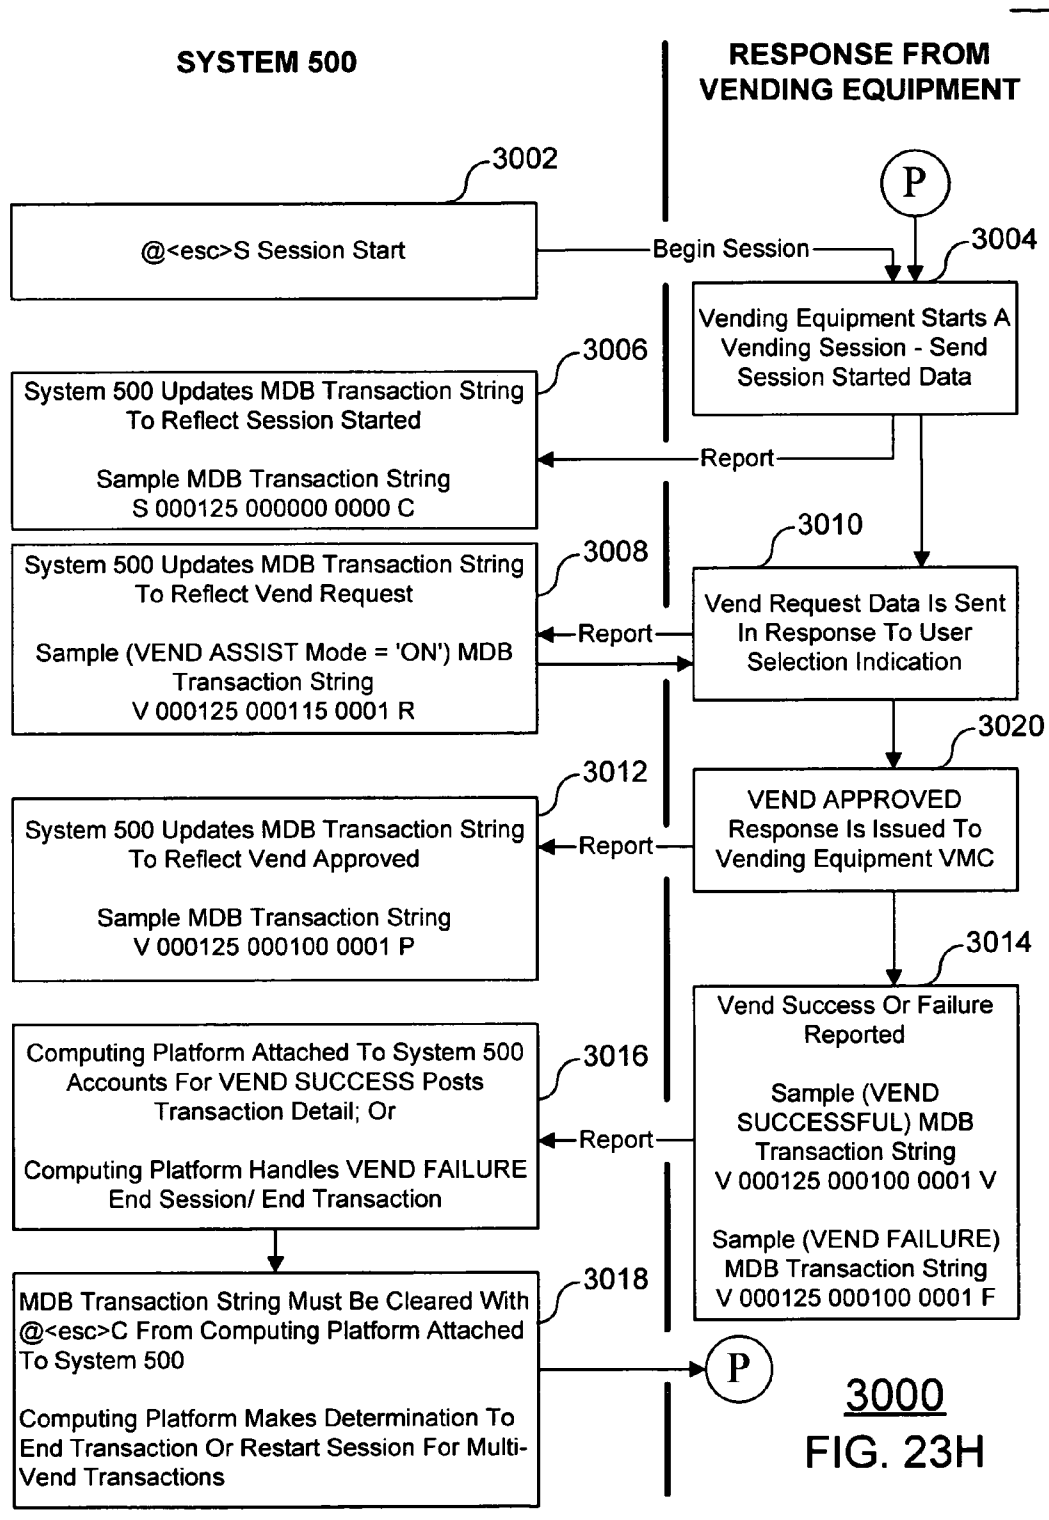 SYSTEM 500
RESPONSE FROM
VENDING EQUIPMENT
P
3002
@<esc>S Session Start
Begin Session
3004
Vending Equipment Starts A
Vending Session - Send
Session Started Data
3006
System 500 Updates MDB Transaction String
To Reflect Session Started
Sample MDB Transaction String
S 000125 000000 0000 C
Report
3008
System 500 Updates MDB Transaction String
To Reflect Vend Request
Sample (VEND ASSIST Mode = 'ON') MDB
Transaction String
V 000125 000115 0001 R
Report
3010
Vend Request Data Is Sent
In Response To User
Selection Indication
3020
VEND APPROVED
Response Is Issued To
Vending Equipment VMC
3012
System 500 Updates MDB Transaction String
To Reflect Vend Approved
Sample MDB Transaction String
V 000125 000100 0001 P
Report
3014
Vend Success Or Failure
Reported
Sample (VEND
SUCCESSFUL) MDB
Transaction String
V 000125 000100 0001 V
Sample (VEND FAILURE)
MDB Transaction String
V 000125 000100 0001 F
3016
Computing Platform Attached To System 500
Accounts For VEND SUCCESS Posts
Transaction Detail; Or
Computing Platform Handles VEND FAILURE
End Session/ End Transaction
Report
3018
MDB Transaction String Must Be Cleared With
@<esc>C From Computing Platform Attached
To System 500
Computing Platform Makes Determination To
End Transaction Or Restart Session For Multi-
Vend Transactions
P
3000
FIG. 23H